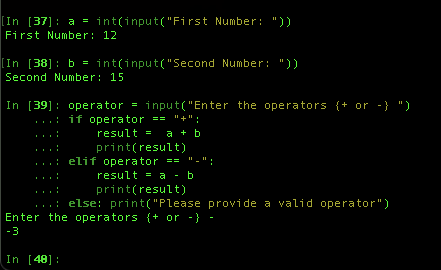 In [37]: a = int(input("First Number: "))
First Number: 12
In [38]: b = int(input("Second Number: "))
Second Number: 15
In [39]: operator = input("Enter the operators {+ or -} ")
...: if operator == "+":
...:     result =  a + b
...:     print(result)
...: elif operator == "-":
...:     result = a - b
...:     print(result)
...: else: print("Please provide a valid operator")
Enter the operators {+ or -} -
-3
In [40]: